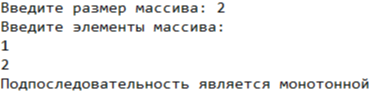 Введите размер массива: 2
Введите элементы массива:
1
2
Подпоследовательность является монотонной